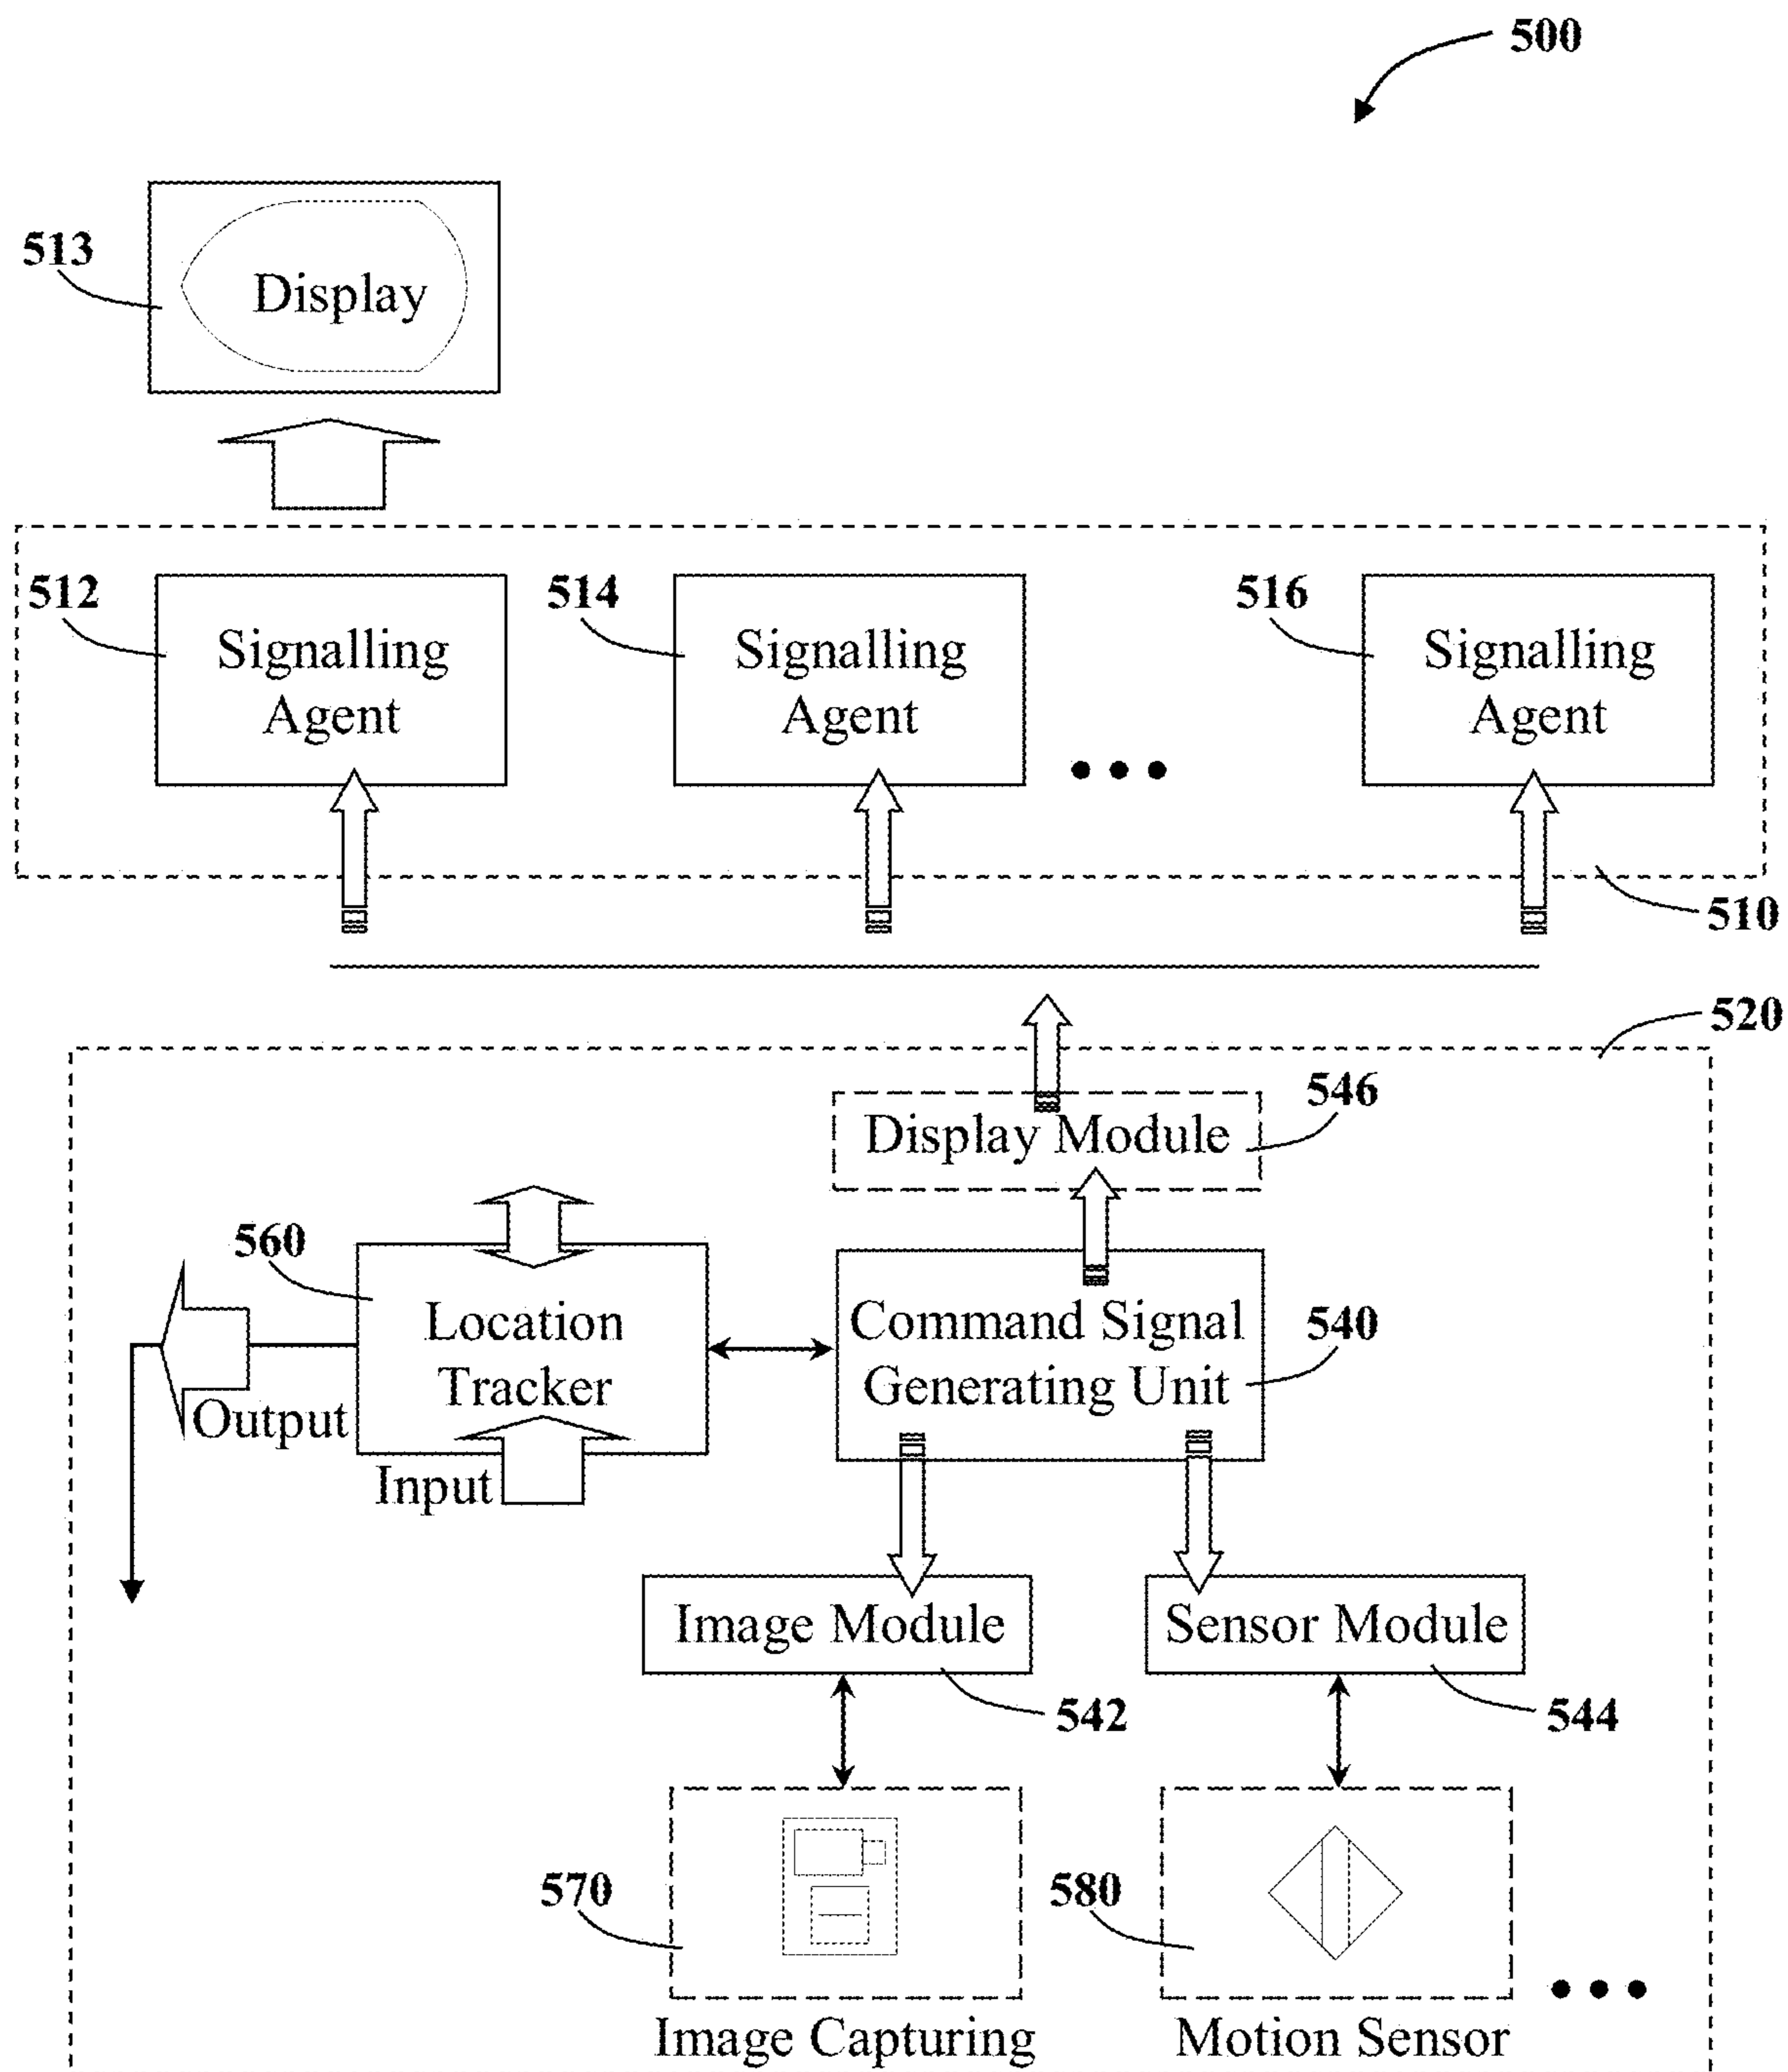 500
513
Display
512
Signalling
Agent
514
Signalling
Agent
516
Signalling
Agent
510
520
546
Display Module
560
Location
Tracker
Command Signal
Generating Unit
540
Output
Input
Image Module
Sensor Module
542
544
570
580
Image Capturing
Motion Sensor